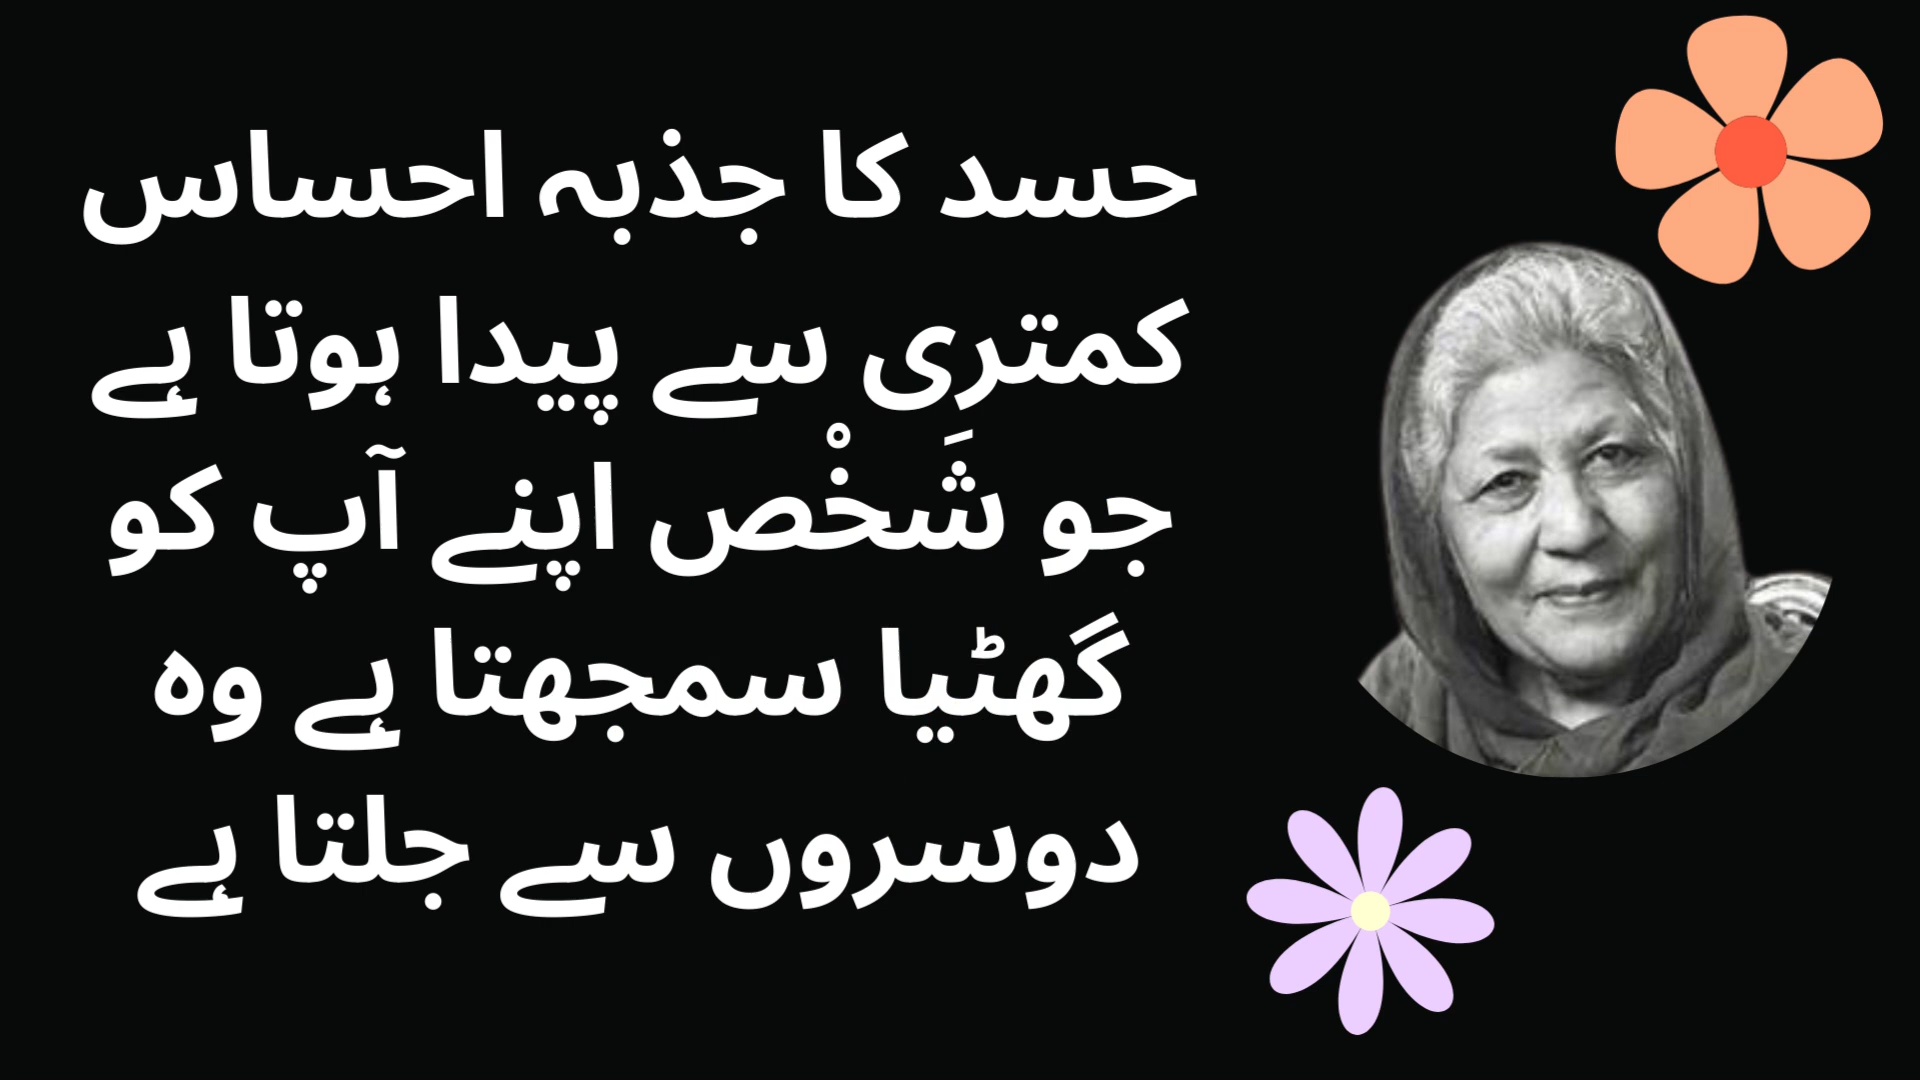 حسد کا جذبہ احساس
کمتری سے پیدا ہوتا ہے
جو شَخْص اپنے آپ کو
گھٹیا سمجھتا ہے وہ
دوسروں سے جلتا ہے